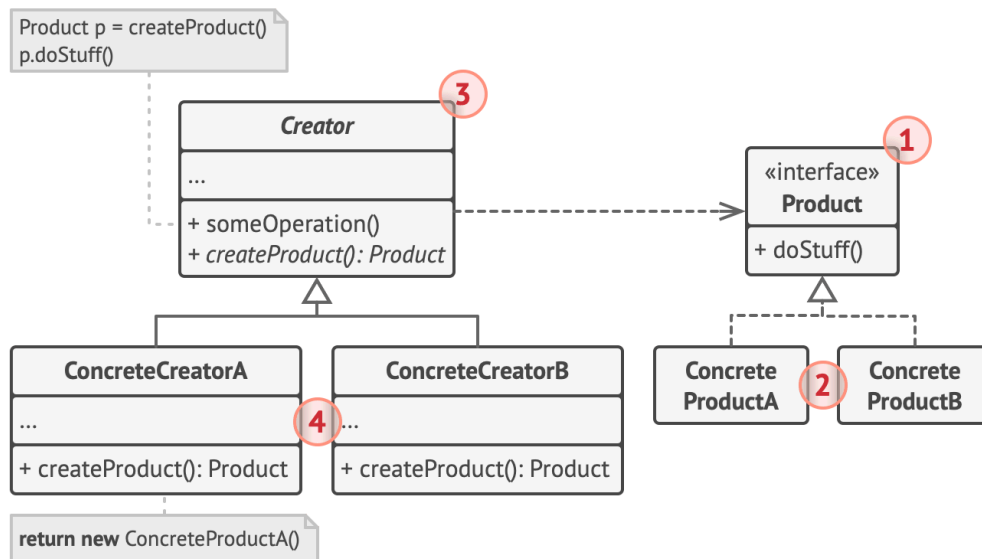 Product p = createProduct()
p.doStuff()
3
Creator
...
+ someOperation()
+ createProduct(): Product
1
«interface»
Product
+ doStuff()
ConcreteCreatorA
...
+ createProduct(): Product
4
ConcreteCreatorB
...
+ createProduct(): Product
Concrete
ProductA
2
Concrete
ProductB
return new ConcreteProductA()